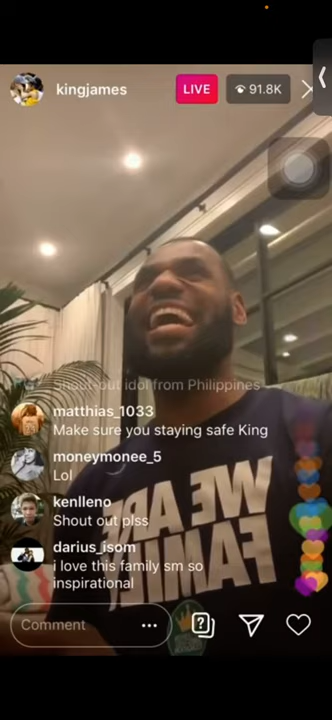 kingjames
LIVE
91.8K
Shout-out idol from Philippines
matthias_1033
Make sure you staying safe King
moneymonee_5
Lol
kenlleno
Shout out plss
darius_isom
i love this family sm so
inspirational
WE ARE
FAMILY
Comment